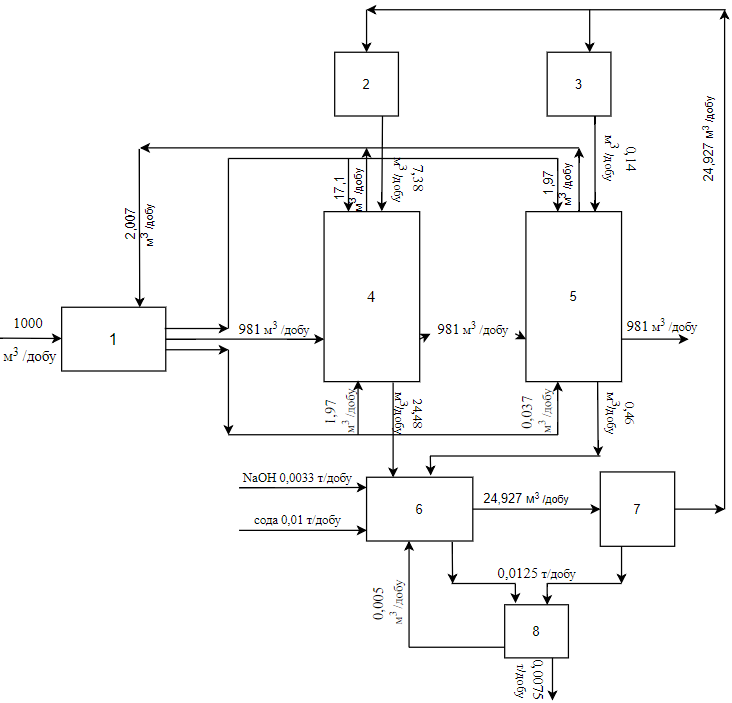 2
3
24,927 м³ /добу
7,38
м³ /добу
0,14
м³ /добу
17,1
м³ /добу
1,97
м³ /добу
2,007
м³ /добу
4
5
1000
м³ /добу
1
981 м³ /добу
981 м³ /добу
981 м³ /добу
1,97
м³ /добу
24,48
м³/добу
0,037
м³ /добу
0,46
м³/добу
NaOH 0,0033 т/добу
6
24,927 м³ /добу
7
сода 0,01 т/добу
0,0125 т/добу
0,005
м³ /добу
8
0,0075
т/добу